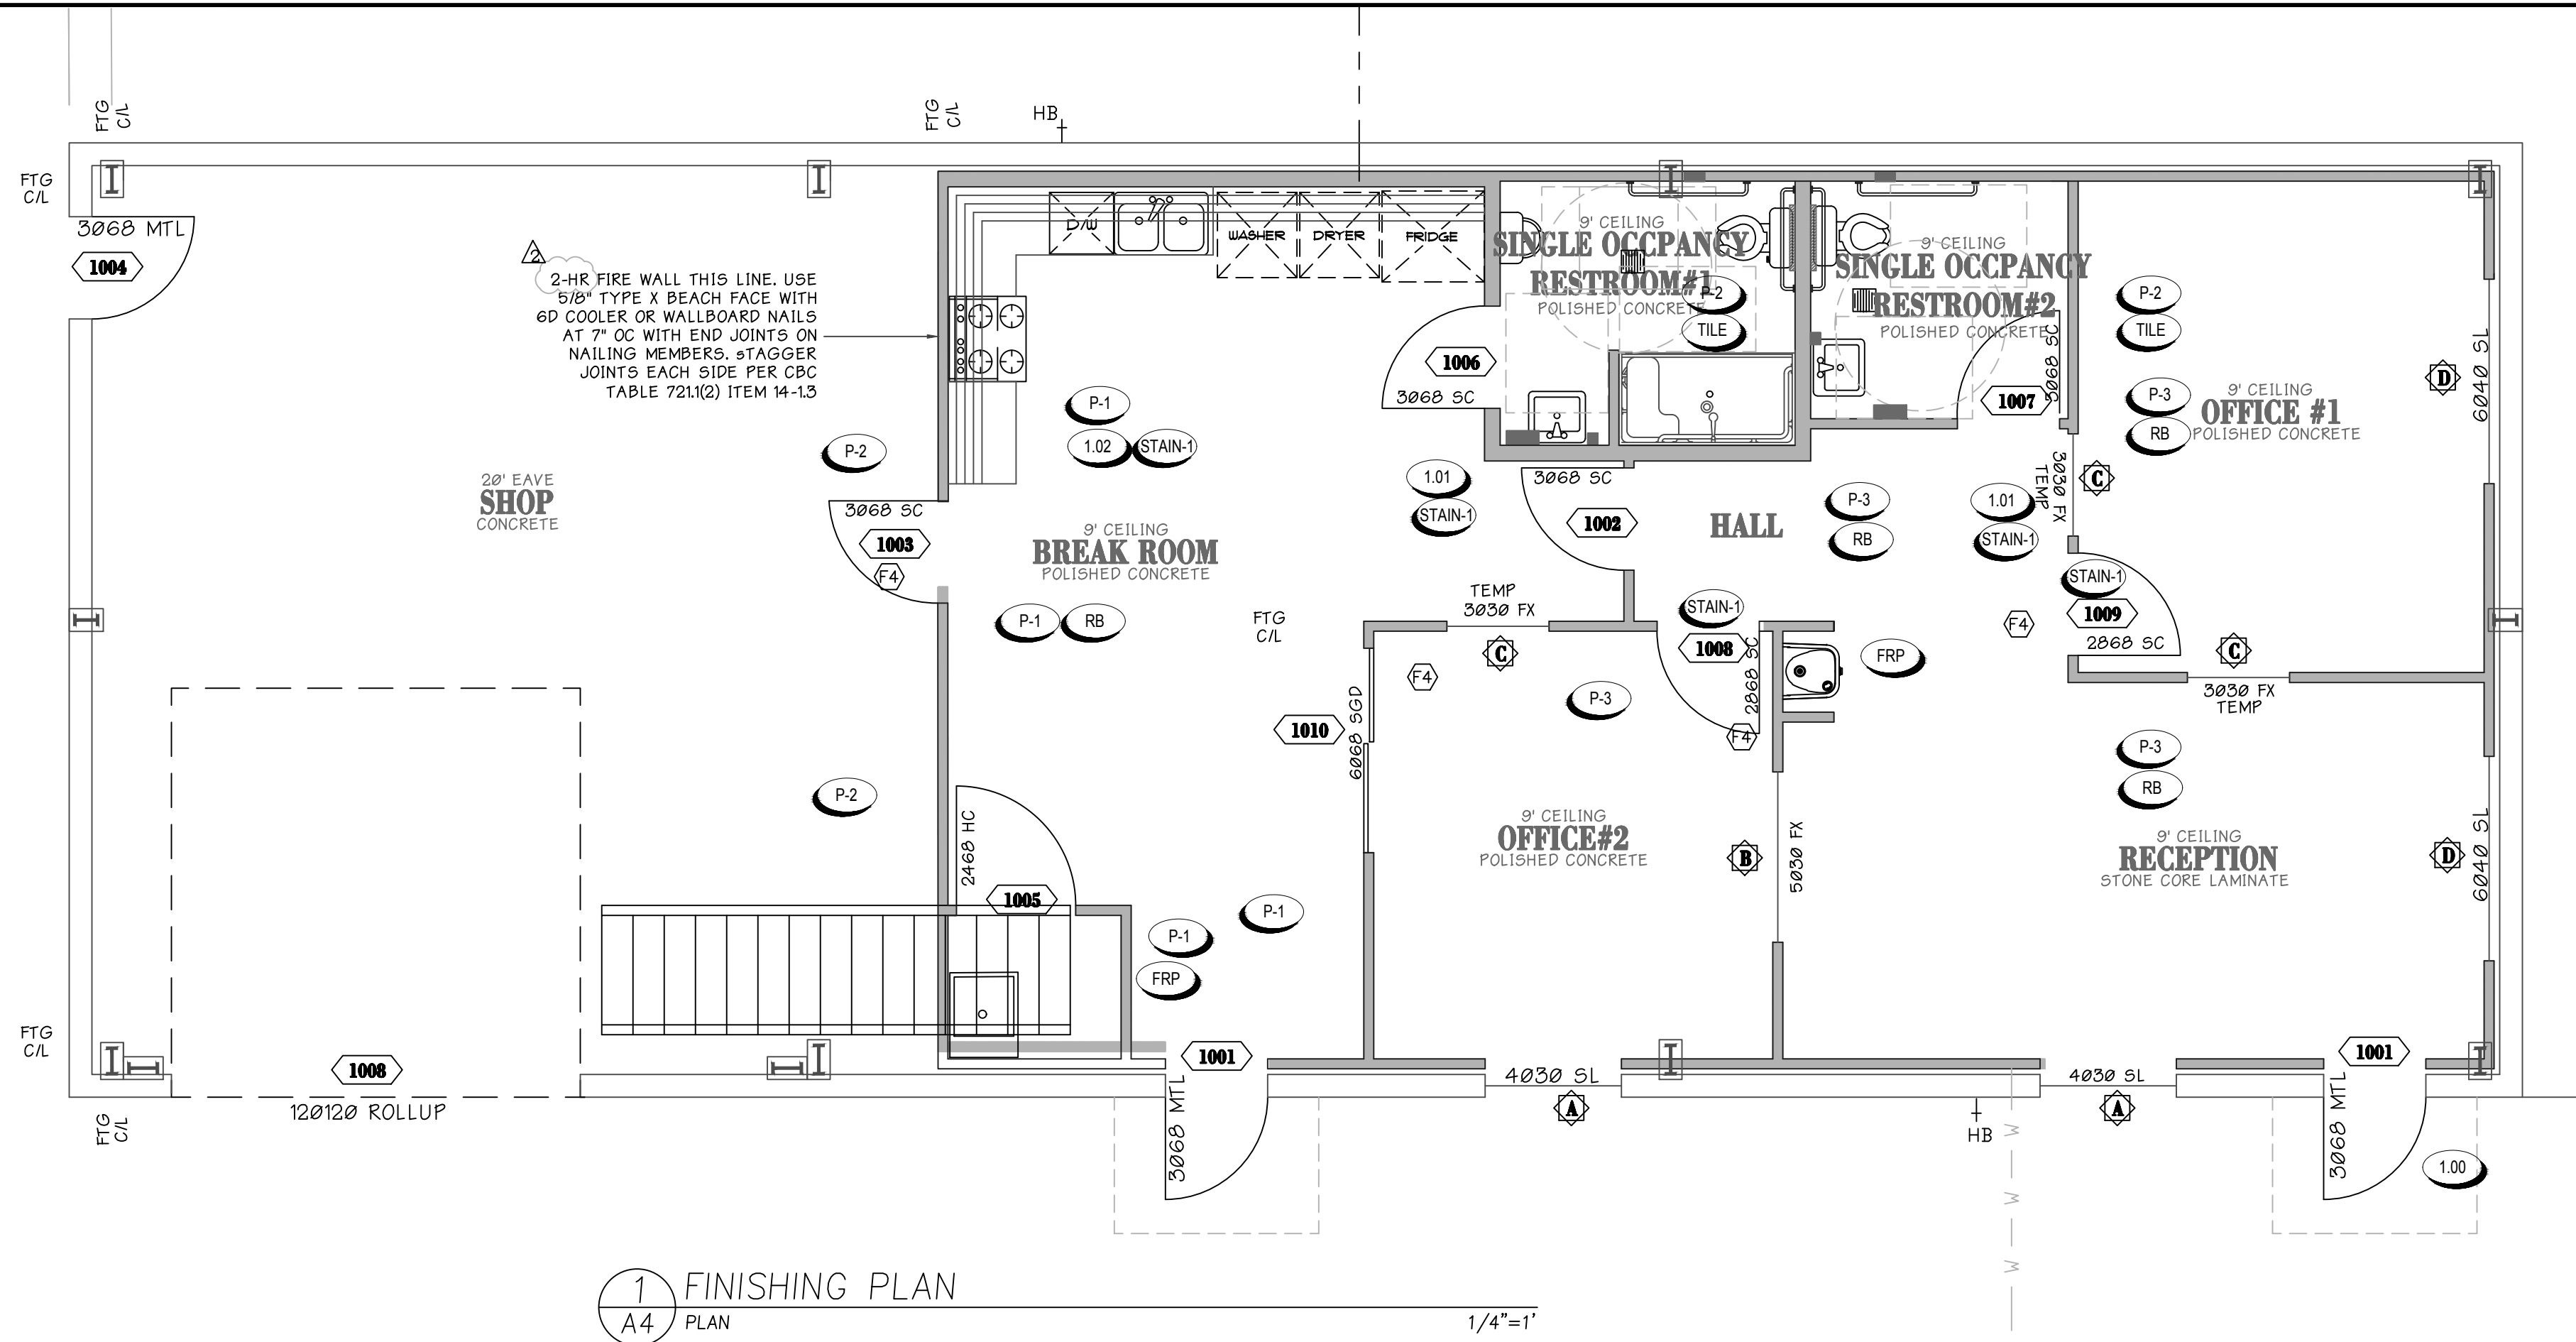 FTG
C/L
FTG
C/L
HB
FTG
C/L
3068 MTL
1004
2
2-HR FIRE WALL THIS LINE. USE
5/8" TYPE X BEACH FACE WITH
6D COOLER OR WALLBOARD NAILS
AT 7" OC WITH END JOINTS ON
NAILING MEMBERS. sTAGGER
JOINTS EACH SIDE PER CBC
TABLE 721.1(2) ITEM 14-1.3
20' EAVE
SHOP
CONCRETE
P-2
3068 SC
1003
F4
P-2
1008
120120 ROLLUP
FTG
C/L
FTG
C/L
D/W
WASHER
DRYER
FRIDGE
P-1
1.02
STAIN-1
9' CEILING
BREAK ROOM
POLISHED CONCRETE
P-1
RB
FTG
C/L
1010
6068 SGD
2468 HC
1005
P-1
P-1
FRP
1001
3068 MTL
9' CEILING
SINGLE OCCPANCY
RESTROOM#1
POLISHED CONCRETE
P-2
TILE
1006
3068 SC
9' CEILING
SINGLE OCCPANCY
RESTROOM#2
POLISHED CONCRETE
3068 SC
1007
1.01
STAIN-1
3068 SC
1002
HALL
P-3
RB
1.01
STAIN-1
3030 FX
TEMP
C
STAIN-1
1009
2868 SC
F4
TEMP
3030 FX
C
F4
STAIN-1
1008
2868 SC
F4
FRP
P-3
9' CEILING
OFFICE#2
POLISHED CONCRETE
B
5030 FX
4030 SL
A
P-2
TILE
P-3
RB
9' CEILING
OFFICE #1
POLISHED CONCRETE
D
6040 SL
C
3030 FX
TEMP
P-3
RB
9' CEILING
RECEPTION
STONE CORE LAMINATE
D
6040 SL
4030 SL
A
HB
W
W
W
1001
3068 MTL
1.00
1
A4
FINISHING PLAN
PLAN
1/4"=1'